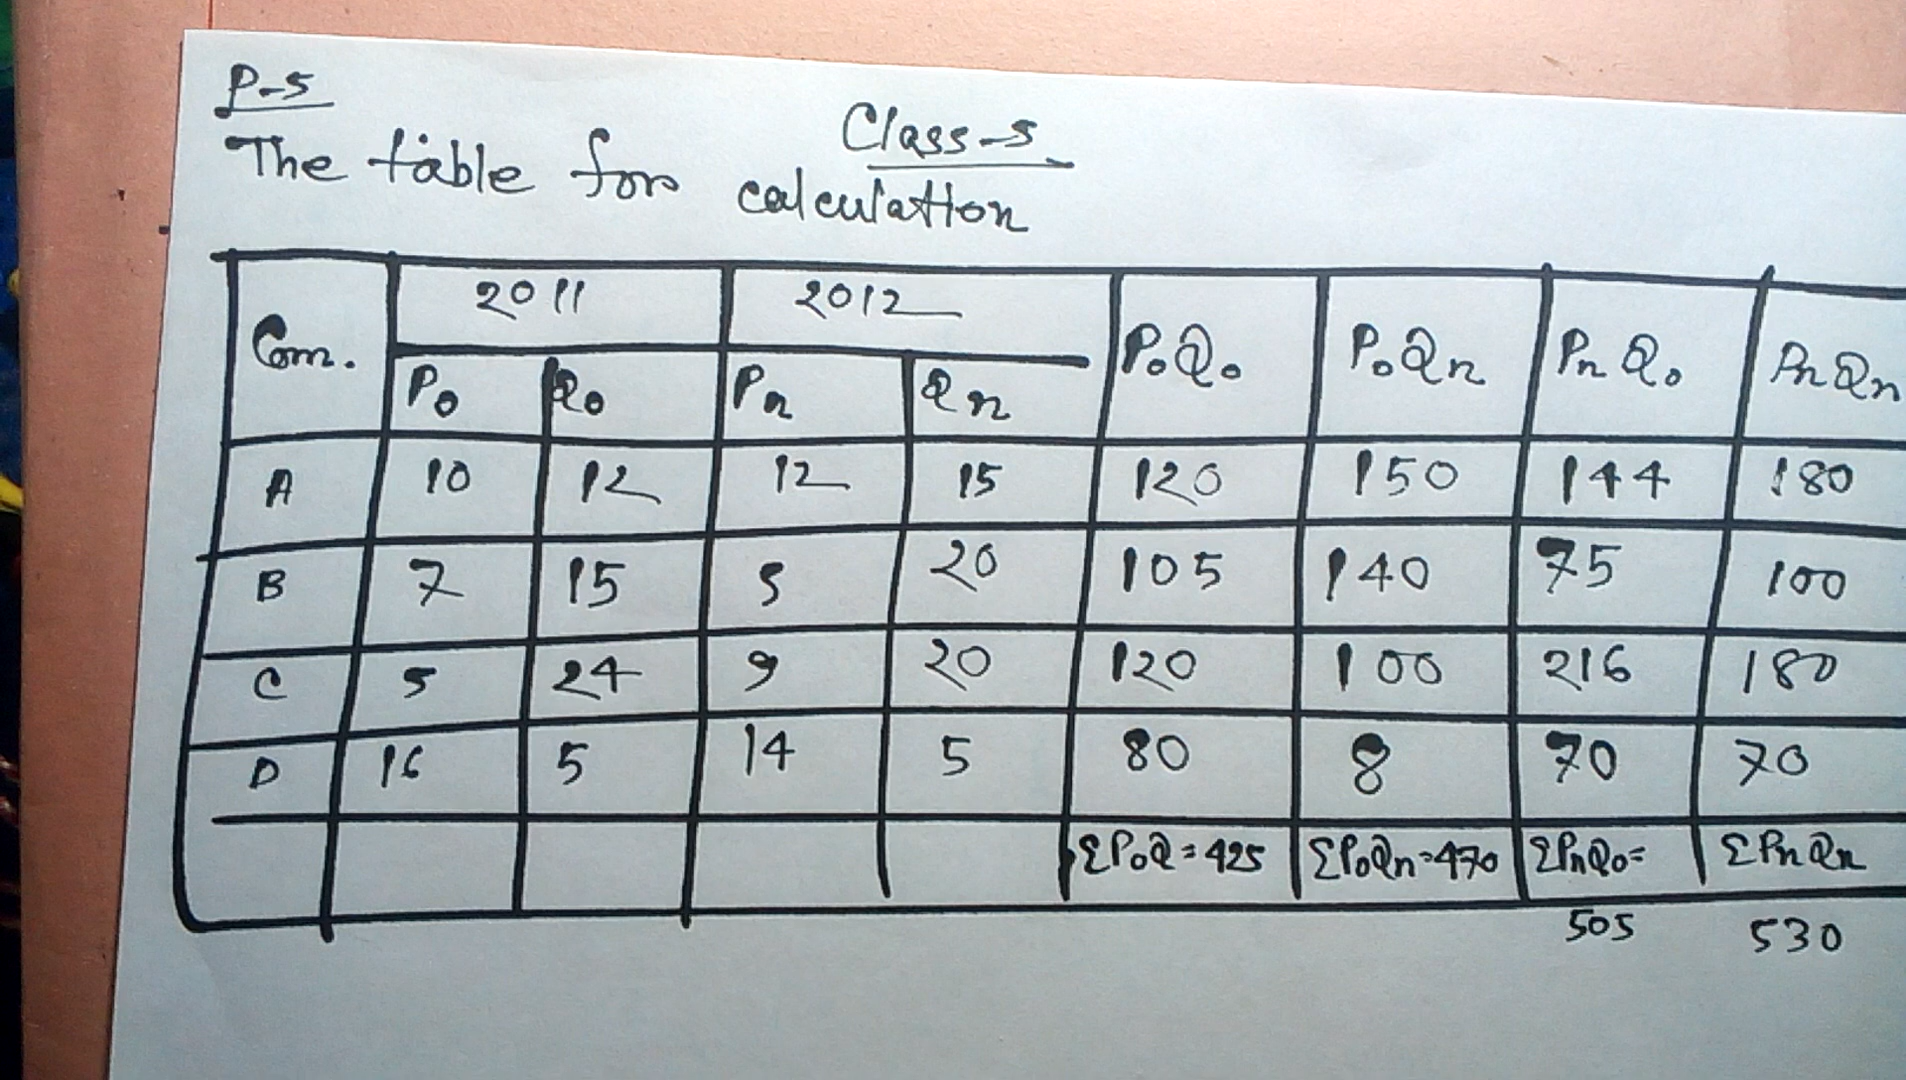 P-5
Class-5
The table for calculation
Com. 2011 2012 P₀Q₀ P₀Qn PnQ₀ PnQn
P₀ Q₀ Pn Qn
A 10 12 12 15 120 150 144 180
B 7 15 5 20 105 140 75 100
C 5 24 9 20 120 100 216 180
D 16 5 14 5 80 8 70 70
ΣP₀Q=425 ΣP₀Qn=470 ΣPnQ₀= ΣPnQn
505 530